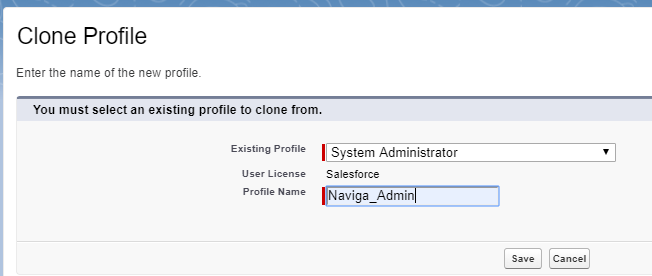 Clone Profile
Enter the name of the new profile.
You must select an existing profile to clone from.
Existing Profile System Administrator
User License Salesforce
Profile Name Naviga_Admin
Save Cancel